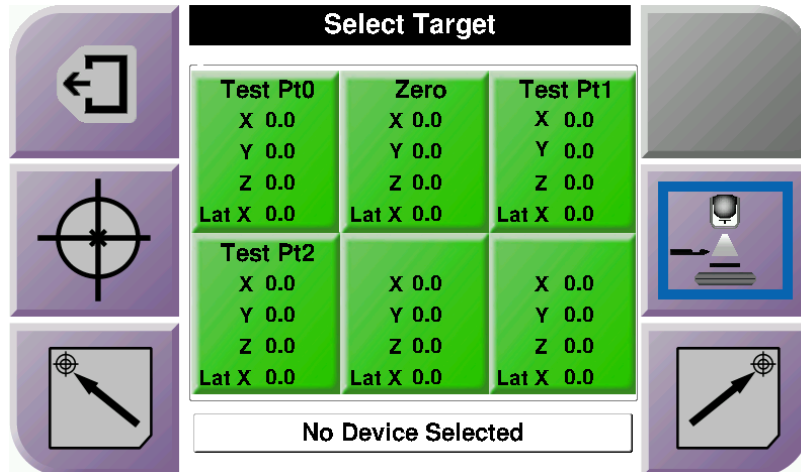 Select Target
Test Pt0 Zero Test Pt1
X 0.0 X 0.0 X 0.0
Y 0.0 Y 0.0 Y 0.0
Z 0.0 Z 0.0 Z 0.0
Lat X 0.0 Lat X 0.0 Lat X 0.0
Test Pt2
X 0.0 X 0.0 X 0.0
Y 0.0 Y 0.0 Y 0.0
Z 0.0 Z 0.0 Z 0.0
Lat X 0.0 Lat X 0.0 Lat X 0.0
No Device Selected